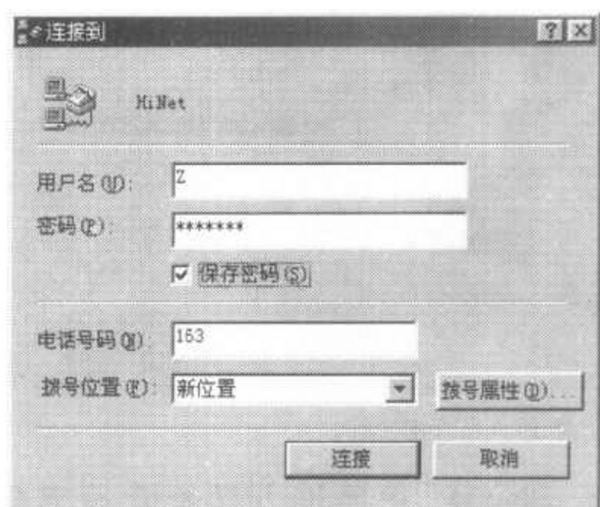 连接到
HiNet
用户名(U): Z
密码(P): *******
保存密码(S)
电话号码(N): 163
拨号位置(F): 新位置 拨号属性(D)...
连接 取消